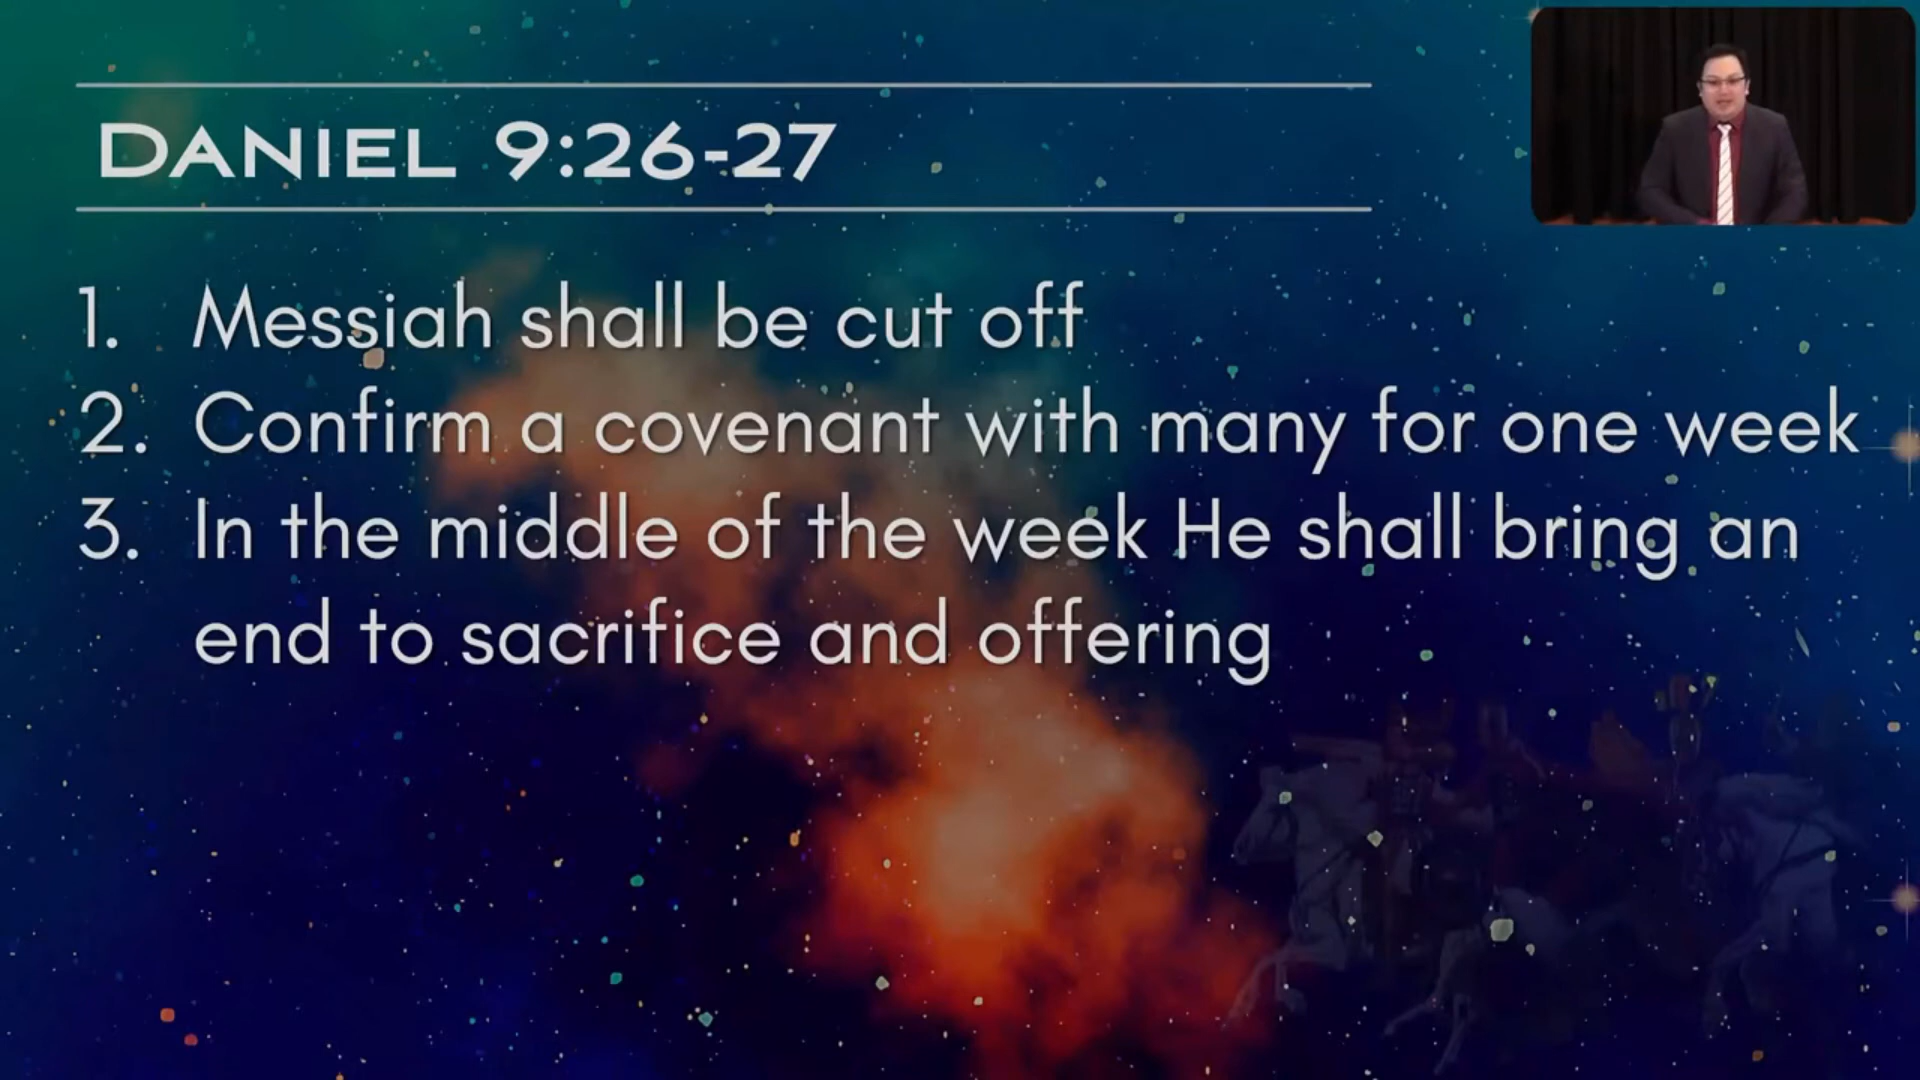 DANIEL 9:26-27
1. Messiah shall be cut off
2. Confirm a covenant with many for one week
3. In the middle of the week He shall bring an
end to sacrifice and offering